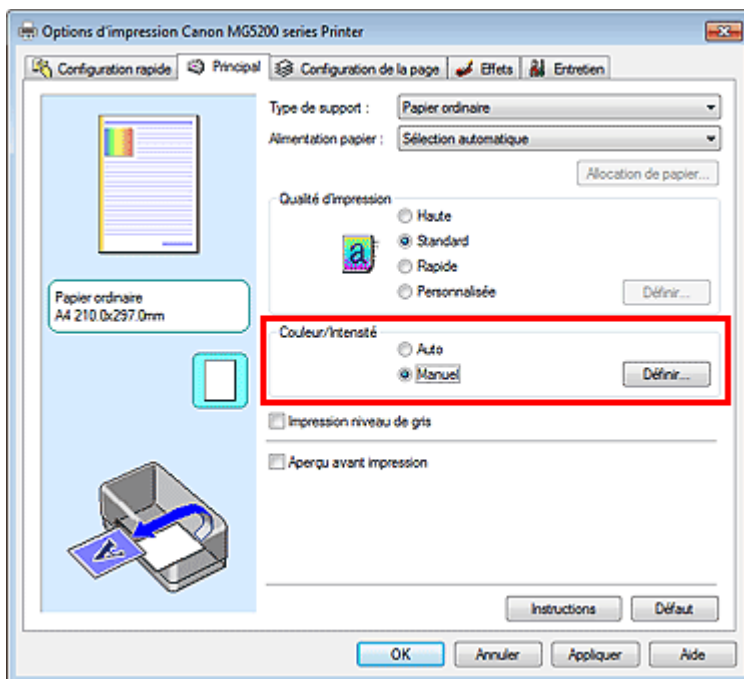 Options d'impression Canon MG5200 series Printer
Configuration rapide Principal Configuration de la page Effets Entretien
Type de support : Papier ordinaire
Alimentation papier : Sélection automatique
Allocation de papier...
Qualité d'impression
Haute
a Standard
Rapide
Personnalisée Définir...
Papier ordinaire
A4 210.0x297.0mm
Couleur/Intensité
Auto
Manuel Définir...
Impression niveau de gris
Aperçu avant impression
A
Instructions Défaut
OK Annuler Appliquer Aide